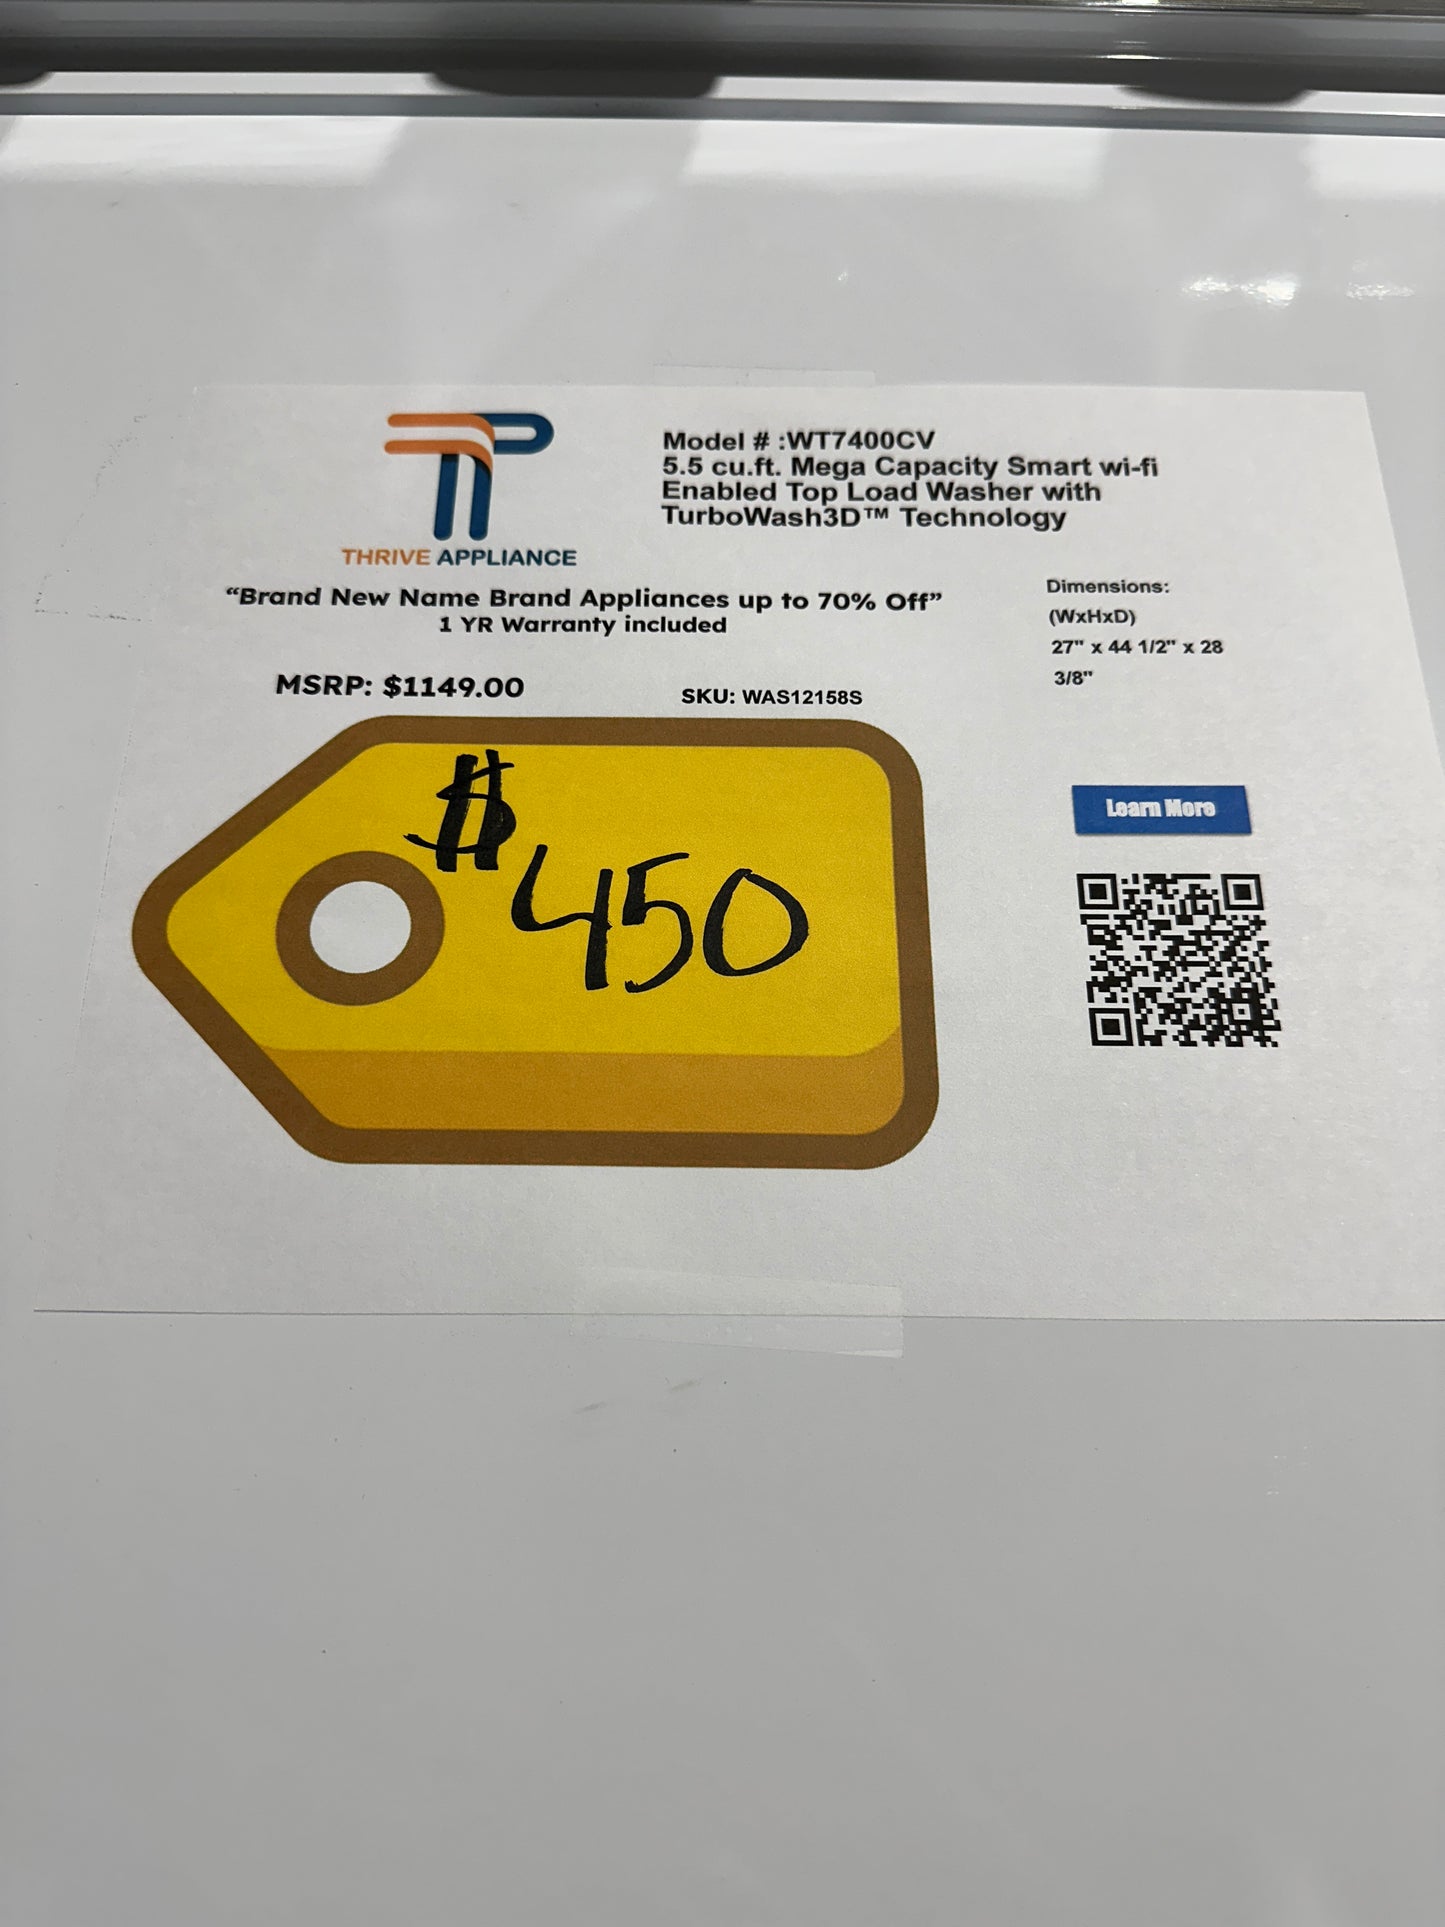 THRIVE APPLIANCE
Model # :WT7400CV
5.5 cu.ft. Mega Capacity Smart wi-fi
Enabled Top Load Washer with
TurboWash3D™ Technology
“Brand New Name Brand Appliances up to 70% Off”
1 YR Warranty included
Dimensions:
(WxHxD)
27" x 44 1/2" x 28
3/8"
MSRP: $1149.00
SKU: WAS12158S
$450
Learn More